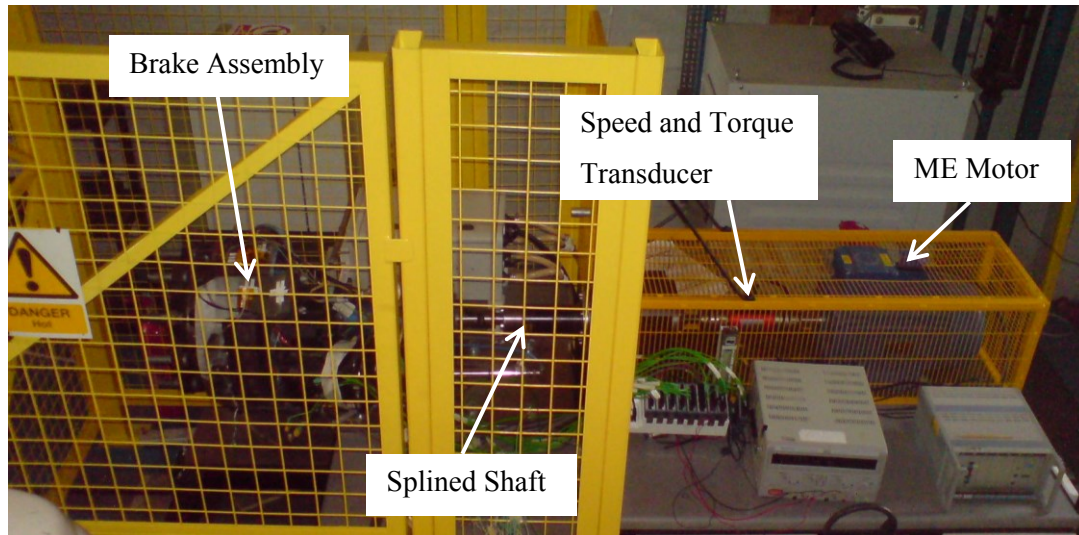 Brake Assembly
Speed and Torque
Transducer
ME Motor
DANGER
Hot
Splined Shaft